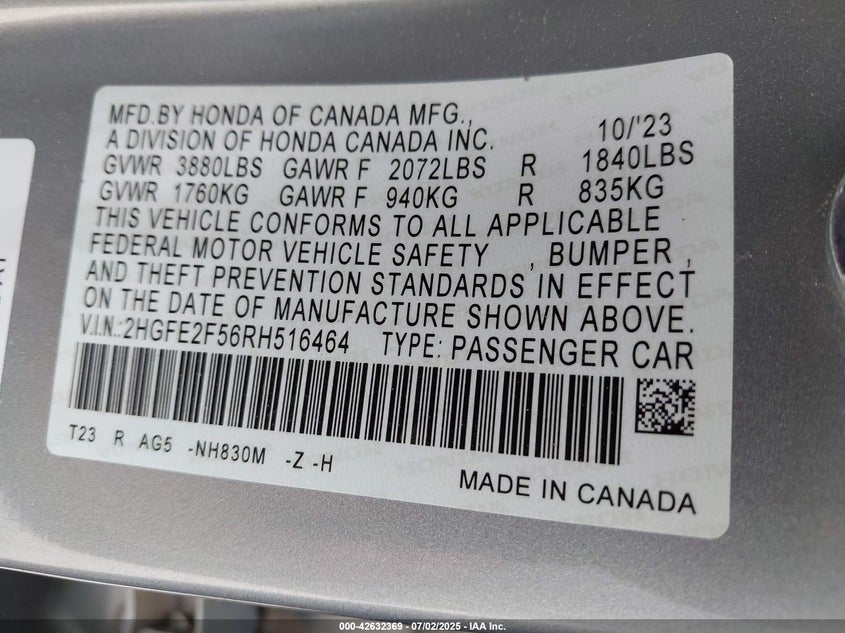 MFD.BY HONDA OF CANADA MFG.,
A DIVISION OF HONDA CANADA INC. 10/'23
GVWR 3880LBS GAWR F 2072LBS R 1840LBS
GVWR 1760KG GAWR F 940KG R 835KG
THIS VEHICLE CONFORMS TO ALL APPLICABLE
FEDERAL MOTOR VEHICLE SAFETY , BUMPER ,
AND THEFT PREVENTION STANDARDS IN EFFECT
ON THE DATE OF MANUFACTURE SHOWN ABOVE.
V.I.N.:2HGFE2F56RH516464 TYPE: PASSENGER CAR
T23 R AG5 -NH830M -Z -H
MADE IN CANADA
000-42632369 | 07/02/2025 - IAA Inc.